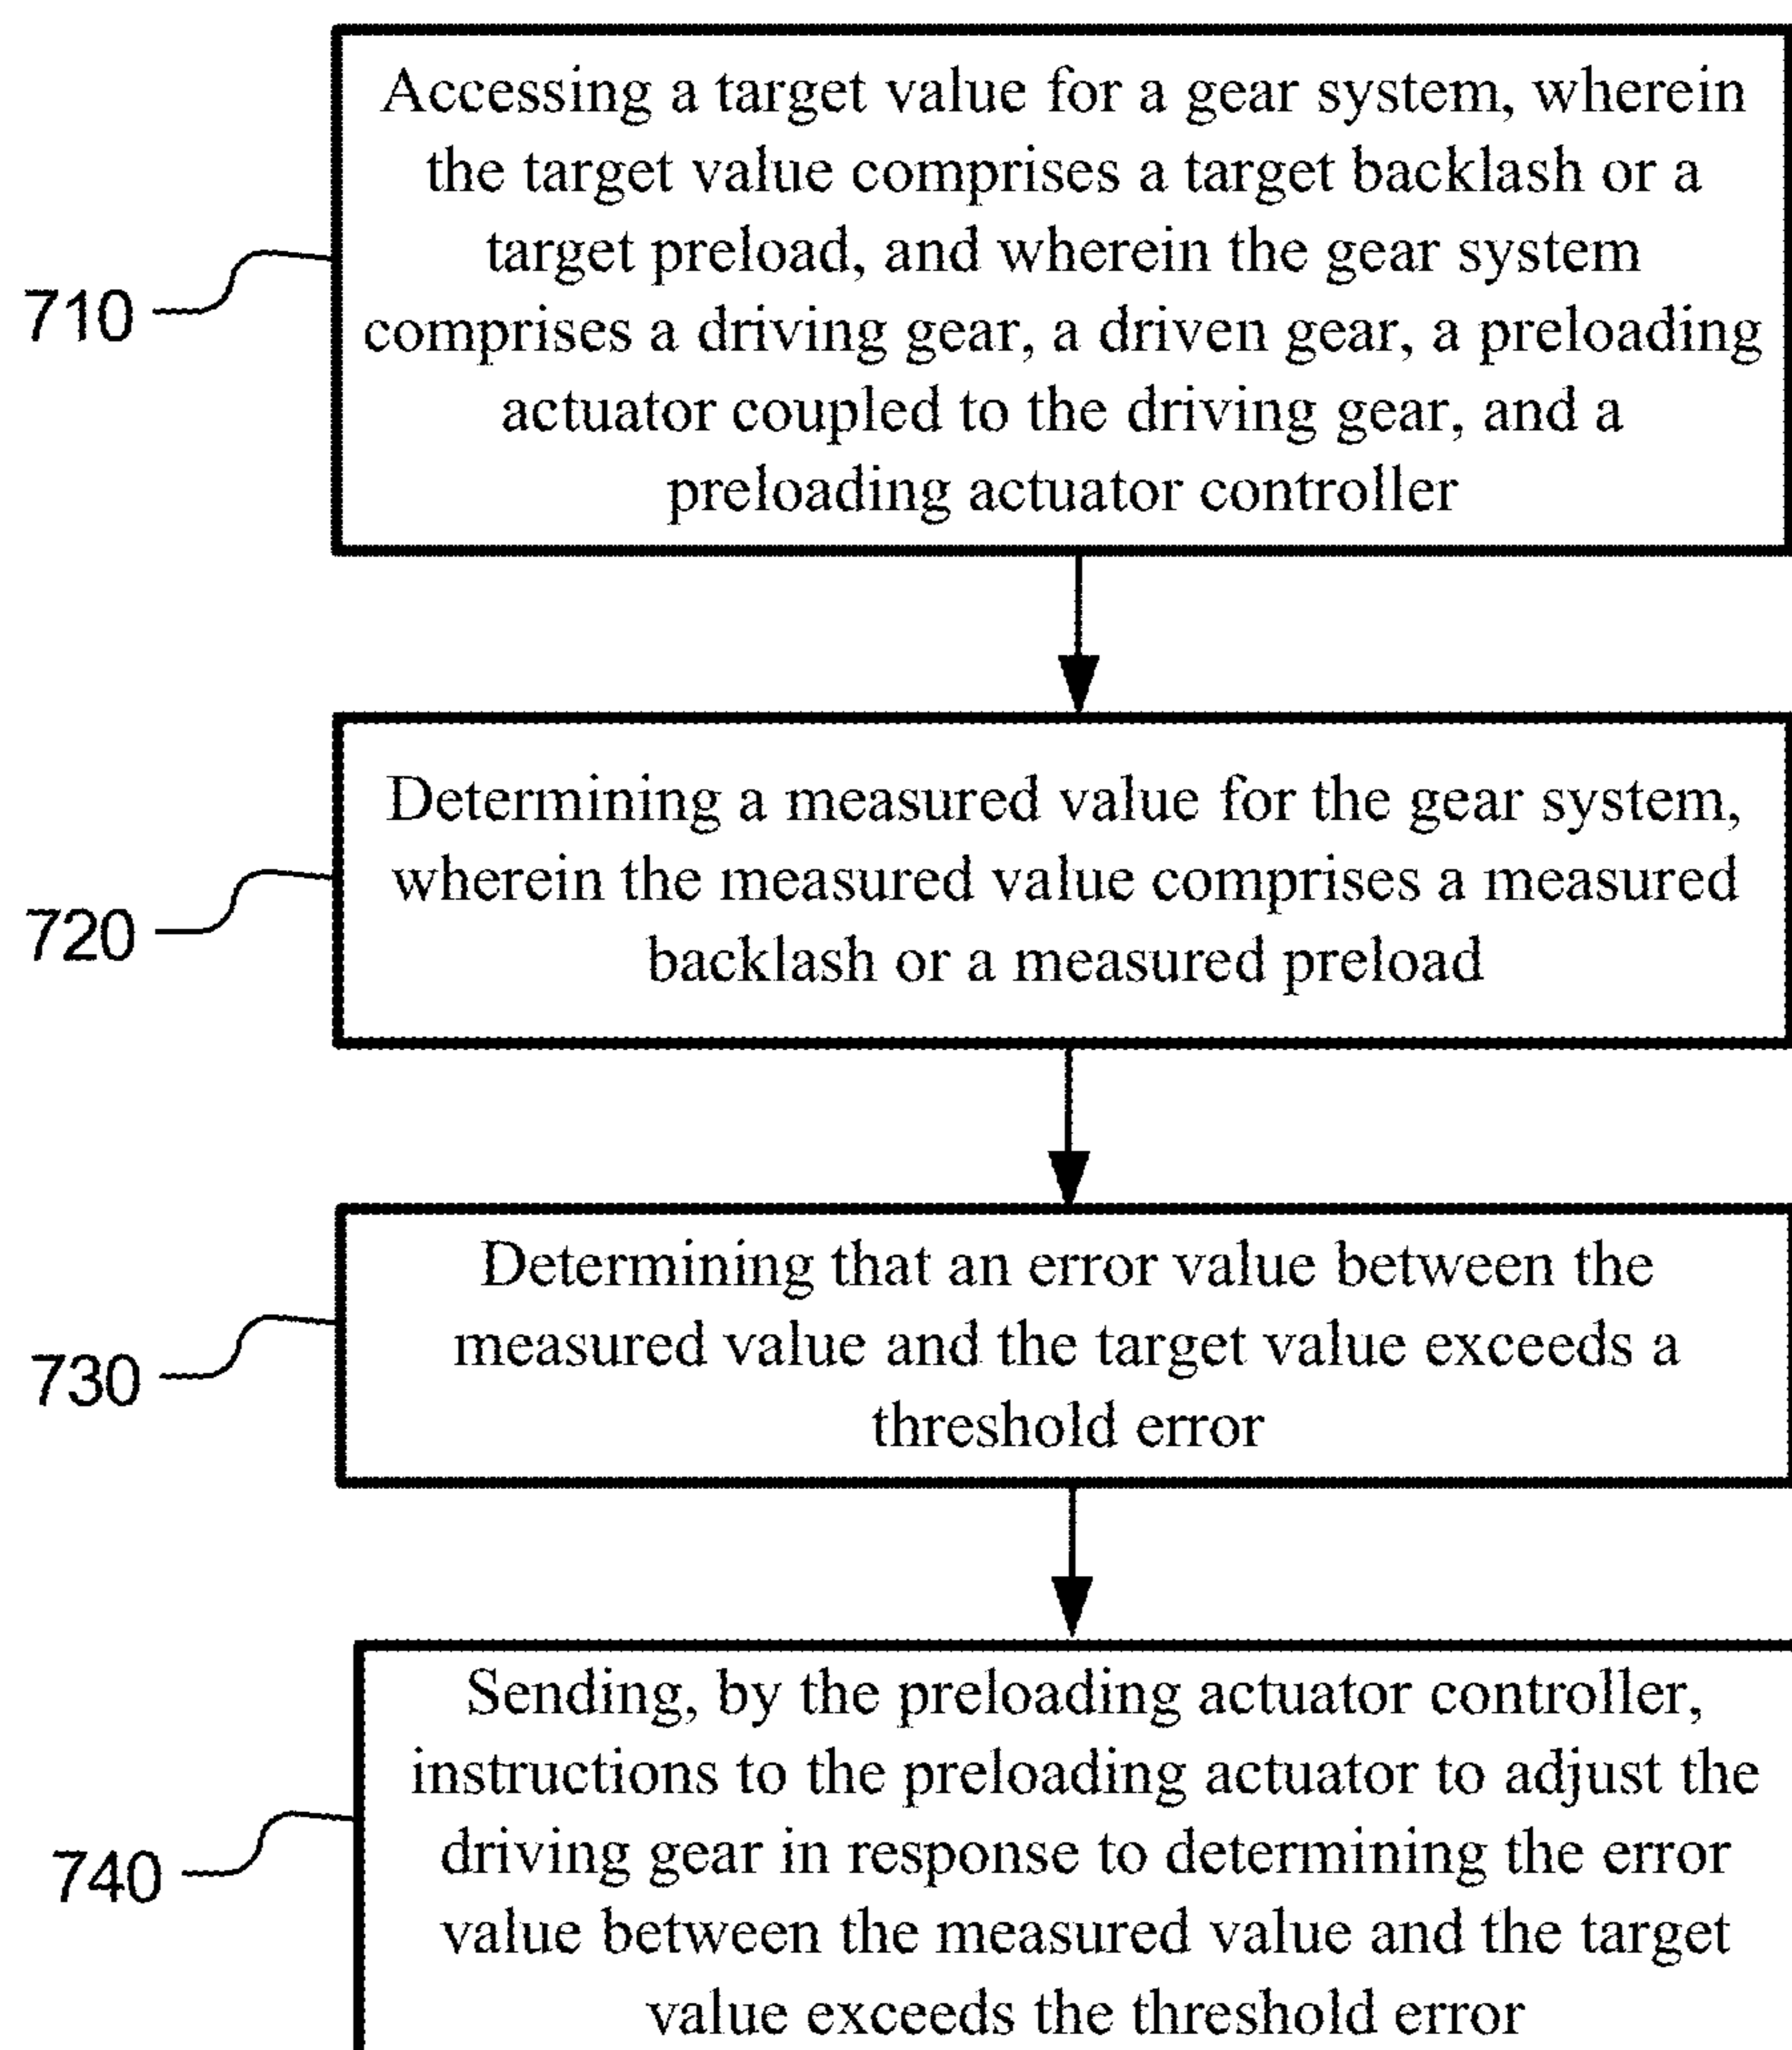 Accessing a target value for a gear system, wherein
the target value comprises a target backlash or a
target preload, and wherein the gear system
comprises a driving gear, a driven gear, a preloading
actuator coupled to the driving gear, and a
preloading actuator controller
710
Determining a measured value for the gear system,
wherein the measured value comprises a measured
backlash or a measured preload
720
Determining that an error value between the
measured value and the target value exceeds a
threshold error
730
Sending, by the preloading actuator controller,
instructions to the preloading actuator to adjust the
driving gear in response to determining the error
value between the measured value and the target
value exceeds the threshold error
740